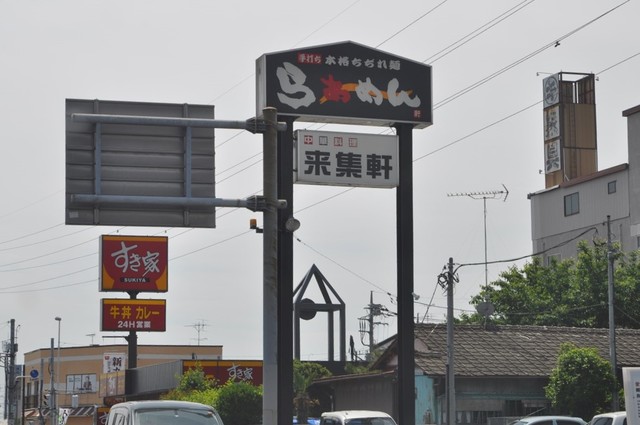 手打ち 本格ちぢれ麺
らあめん
軒
中華料理
来集軒
すき家
SUKIYA
牛丼 カレー
24H営業
すき家